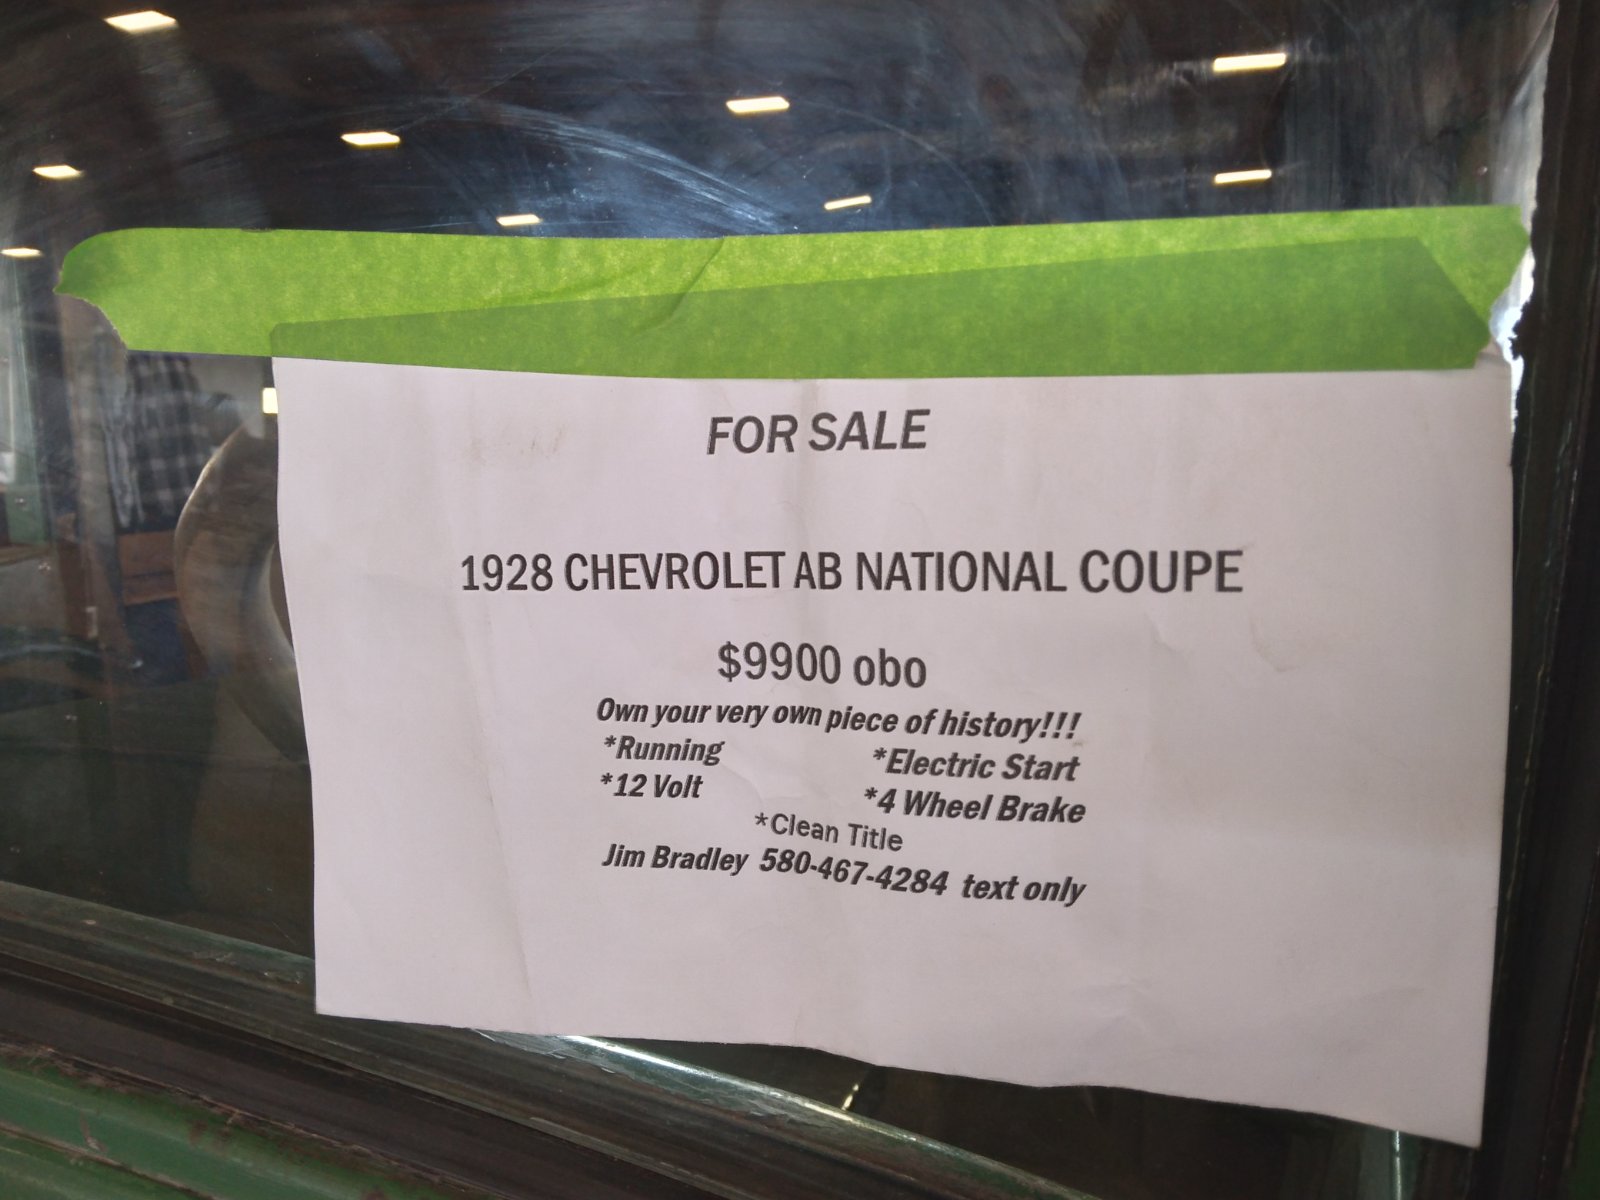 FOR SALE
1928 CHEVROLET AB NATIONAL COUPE
$9900 obo
Own your very own piece of history!!!
*Running *Electric Start
*12 Volt *4 Wheel Brake
*Clean Title
Jim Bradley 580-467-4284 text only